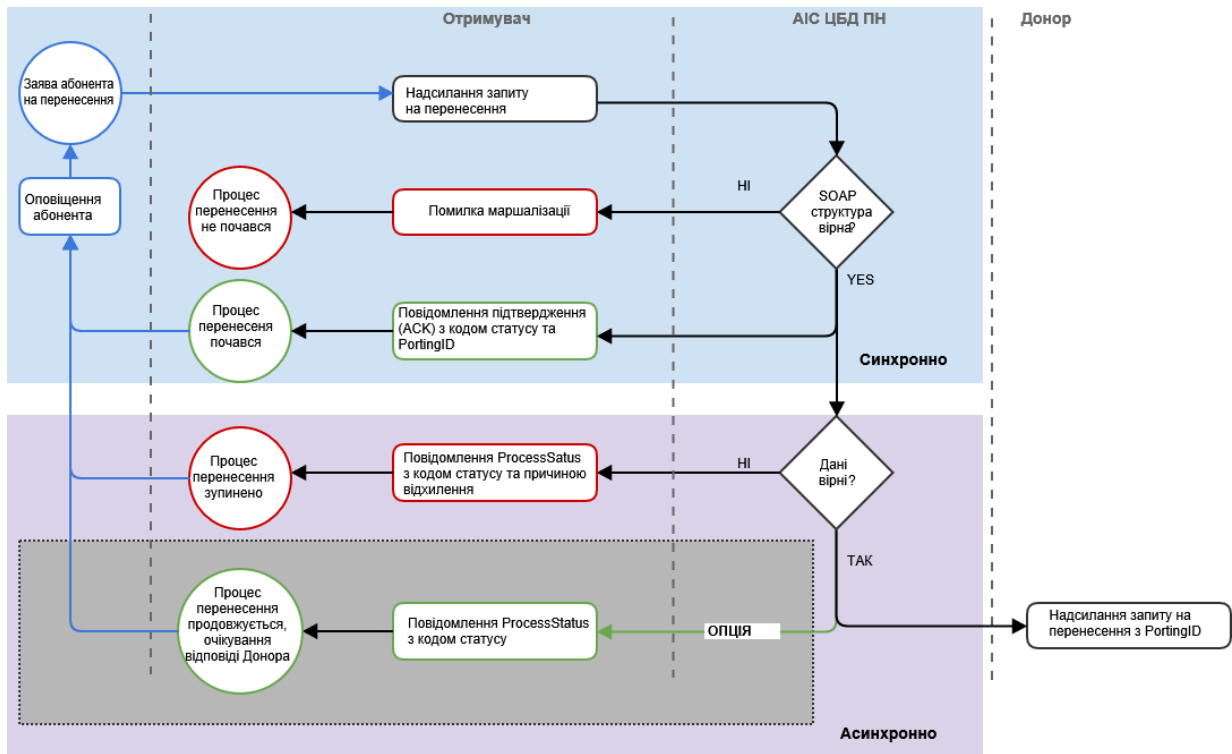 Отримувач
АІС ЦБД ПН
Донор
Заява абонента
на перенесення
Надсилання запиту
на перенесення
Оповіщення
абонента
Процес
перенесення
не почався
Помилка маршалізації
НІ
SOAP
структура
вірна?
YES
Процес
перенесеня
почався
Повідомлення підтвердження
(ACK) з кодом статусу та
PortingID
Синхронно
Процес
перенесення
зупинено
Повідомлення ProcessSatus
з кодом статусу та причиною
відхилення
НІ
Дані
вірні?
ТАК
Процес
перенесення
продовжується,
очікування
відповіді Донора
Повідомлення ProcessStatus
з кодом статусу
ОПЦІЯ
Надсилання запиту на
перенесення з PortingID
Асинхронно